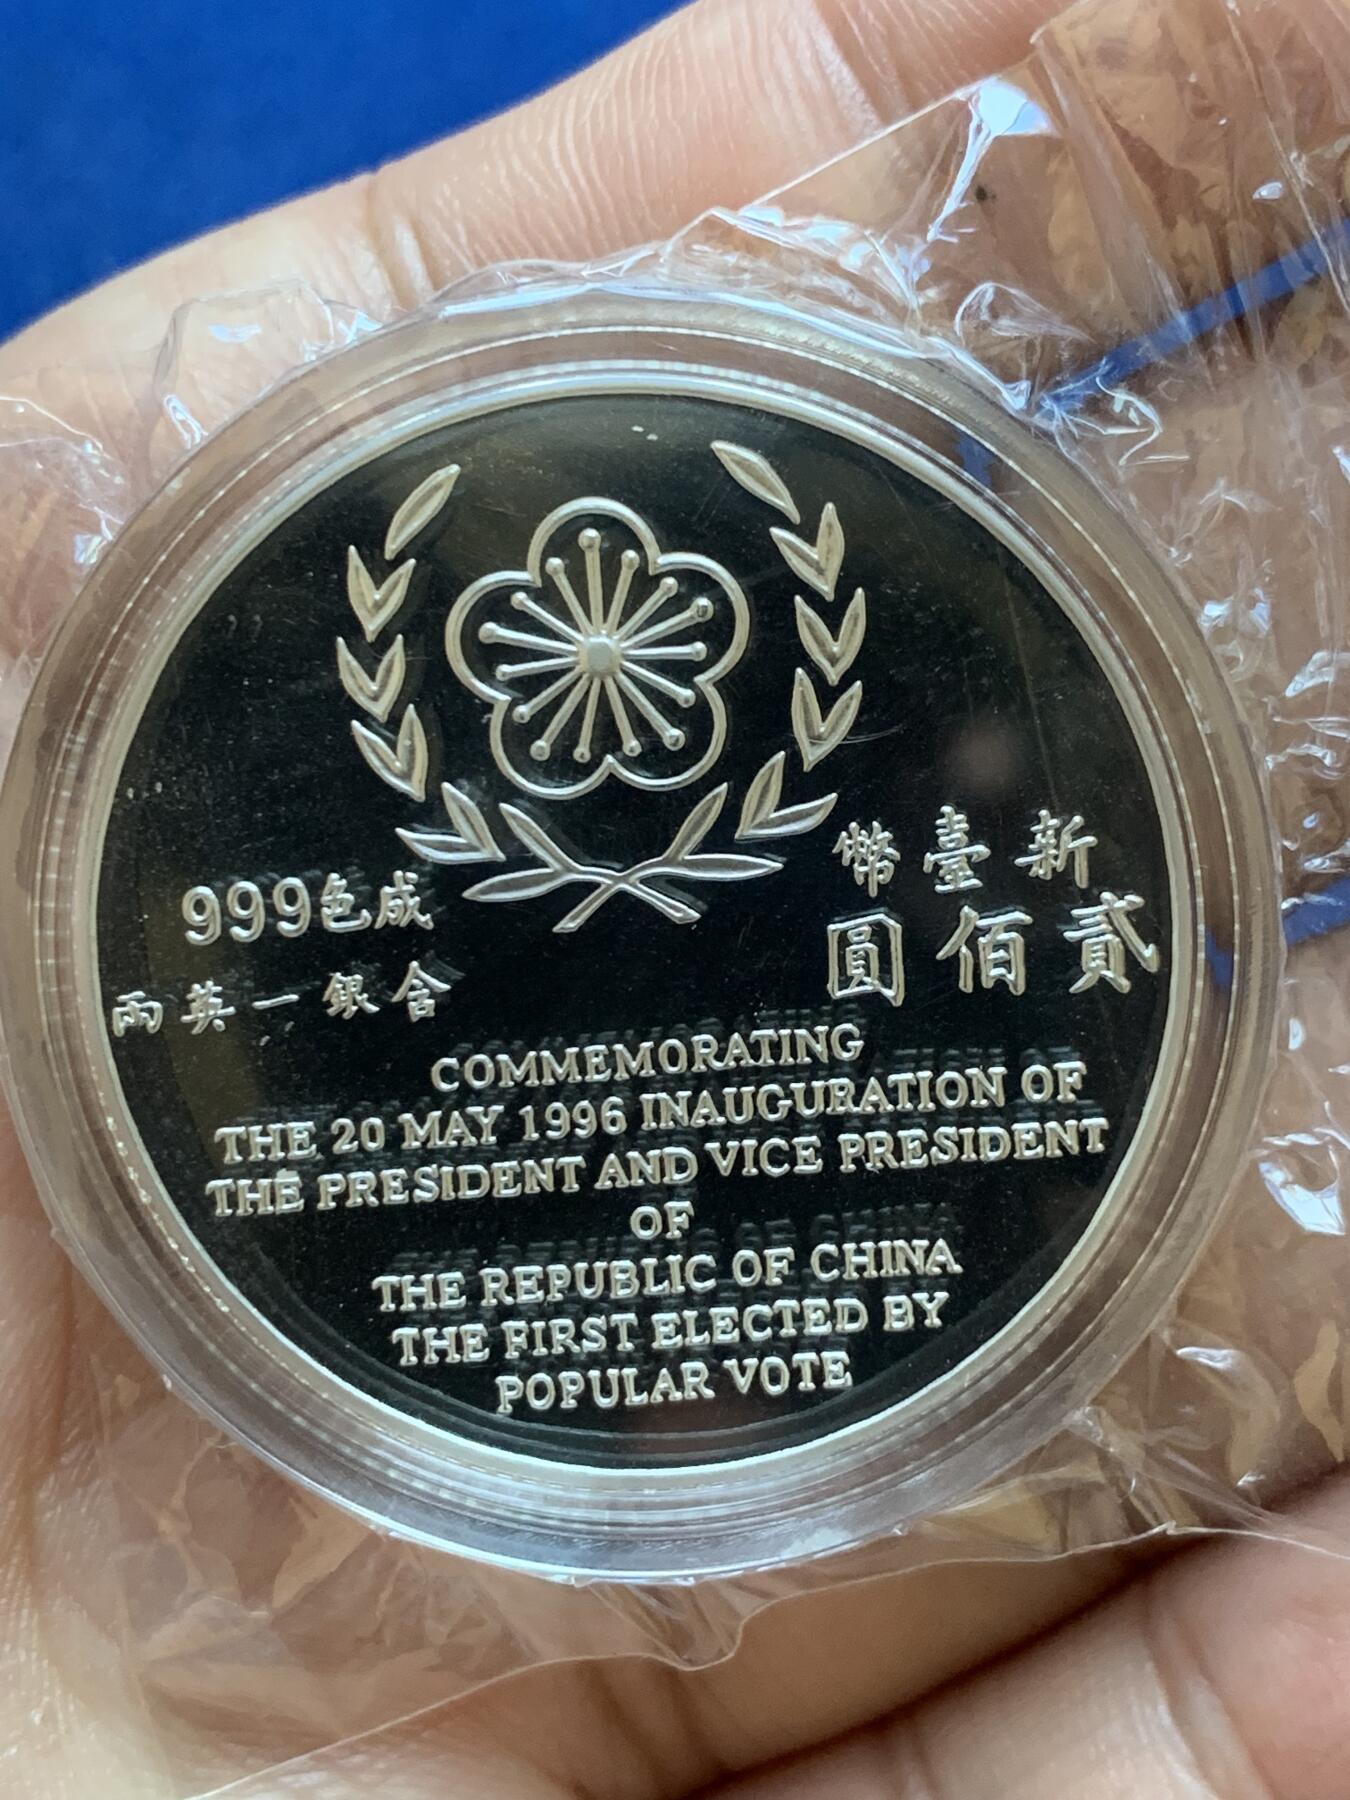 新臺幣
貳佰圓
成色999
含銀一英兩
COMMEMORATING
THE 20 MAY 1996 INAUGURATION OF
THE PRESIDENT AND VICE PRESIDENT
OF
THE REPUBLIC OF CHINA
THE FIRST ELECTED BY
POPULAR VOTE